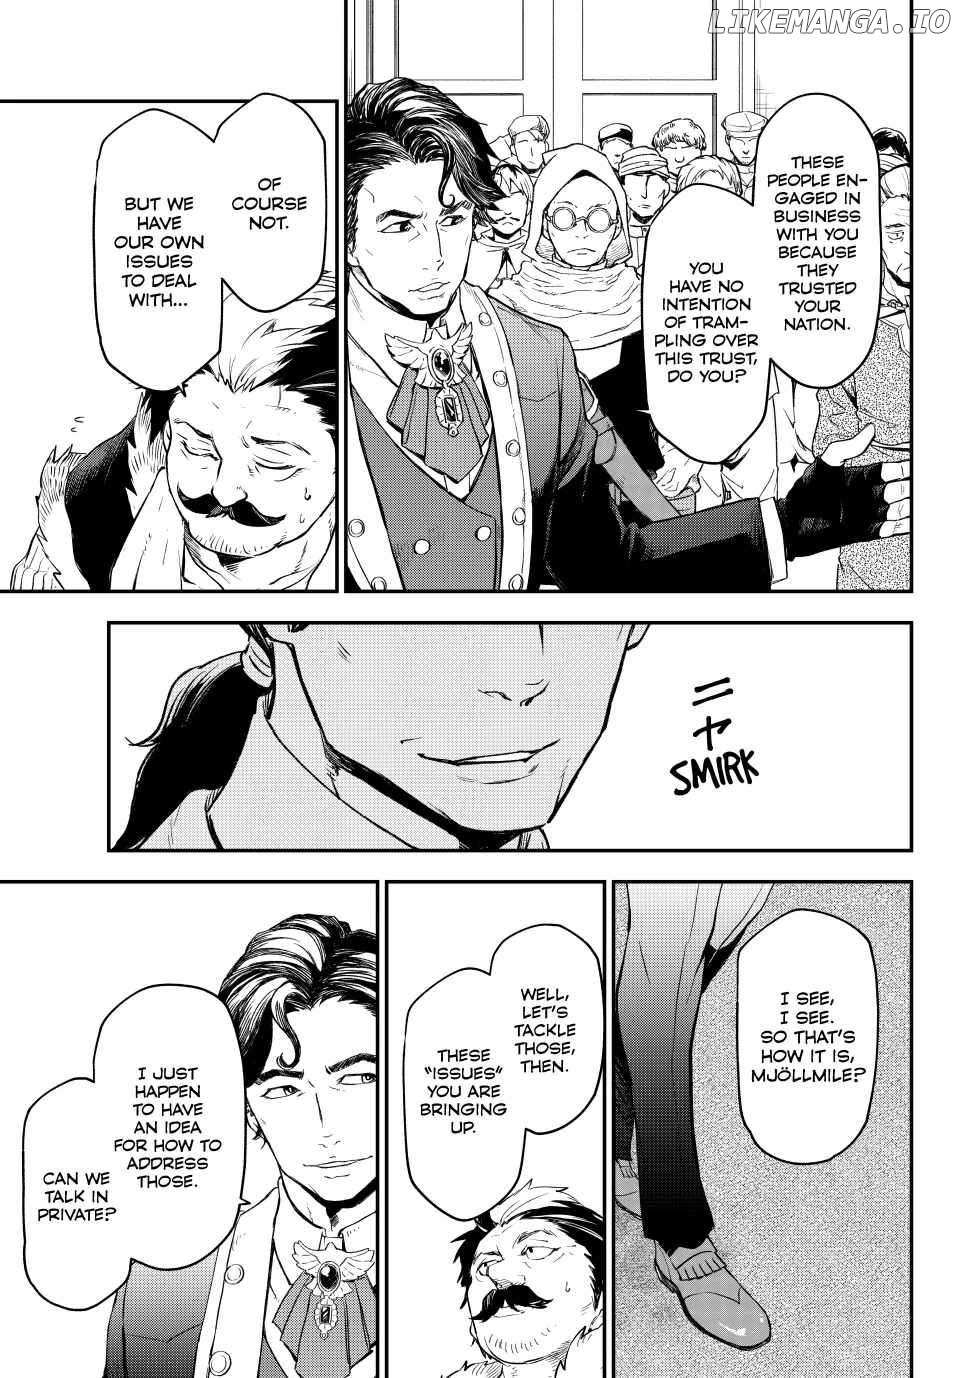 LIKEMANGA.IO
THESE
PEOPLE EN-
GAGED IN
BUSINESS
WITH YOU
BECAUSE
THEY
TRUSTED
YOUR
NATION.
YOU
HAVE NO
INTENTION
OF TRAM-
PLING OVER
THIS TRUST,
DO YOU?
OF
COURSE
NOT.
BUT WE
HAVE
OUR OWN
ISSUES
TO DEAL
WITH...
ニヤ
SMIRK
I SEE,
I SEE.
SO THAT'S
HOW IT IS,
MJÖLLMILE?
WELL,
LET'S
TACKLE
THOSE,
THEN.
THESE
"ISSUES"
YOU ARE
BRINGING
UP.
I JUST
HAPPEN
TO HAVE
AN IDEA
FOR HOW TO
ADDRESS
THOSE.
CAN WE
TALK IN
PRIVATE?